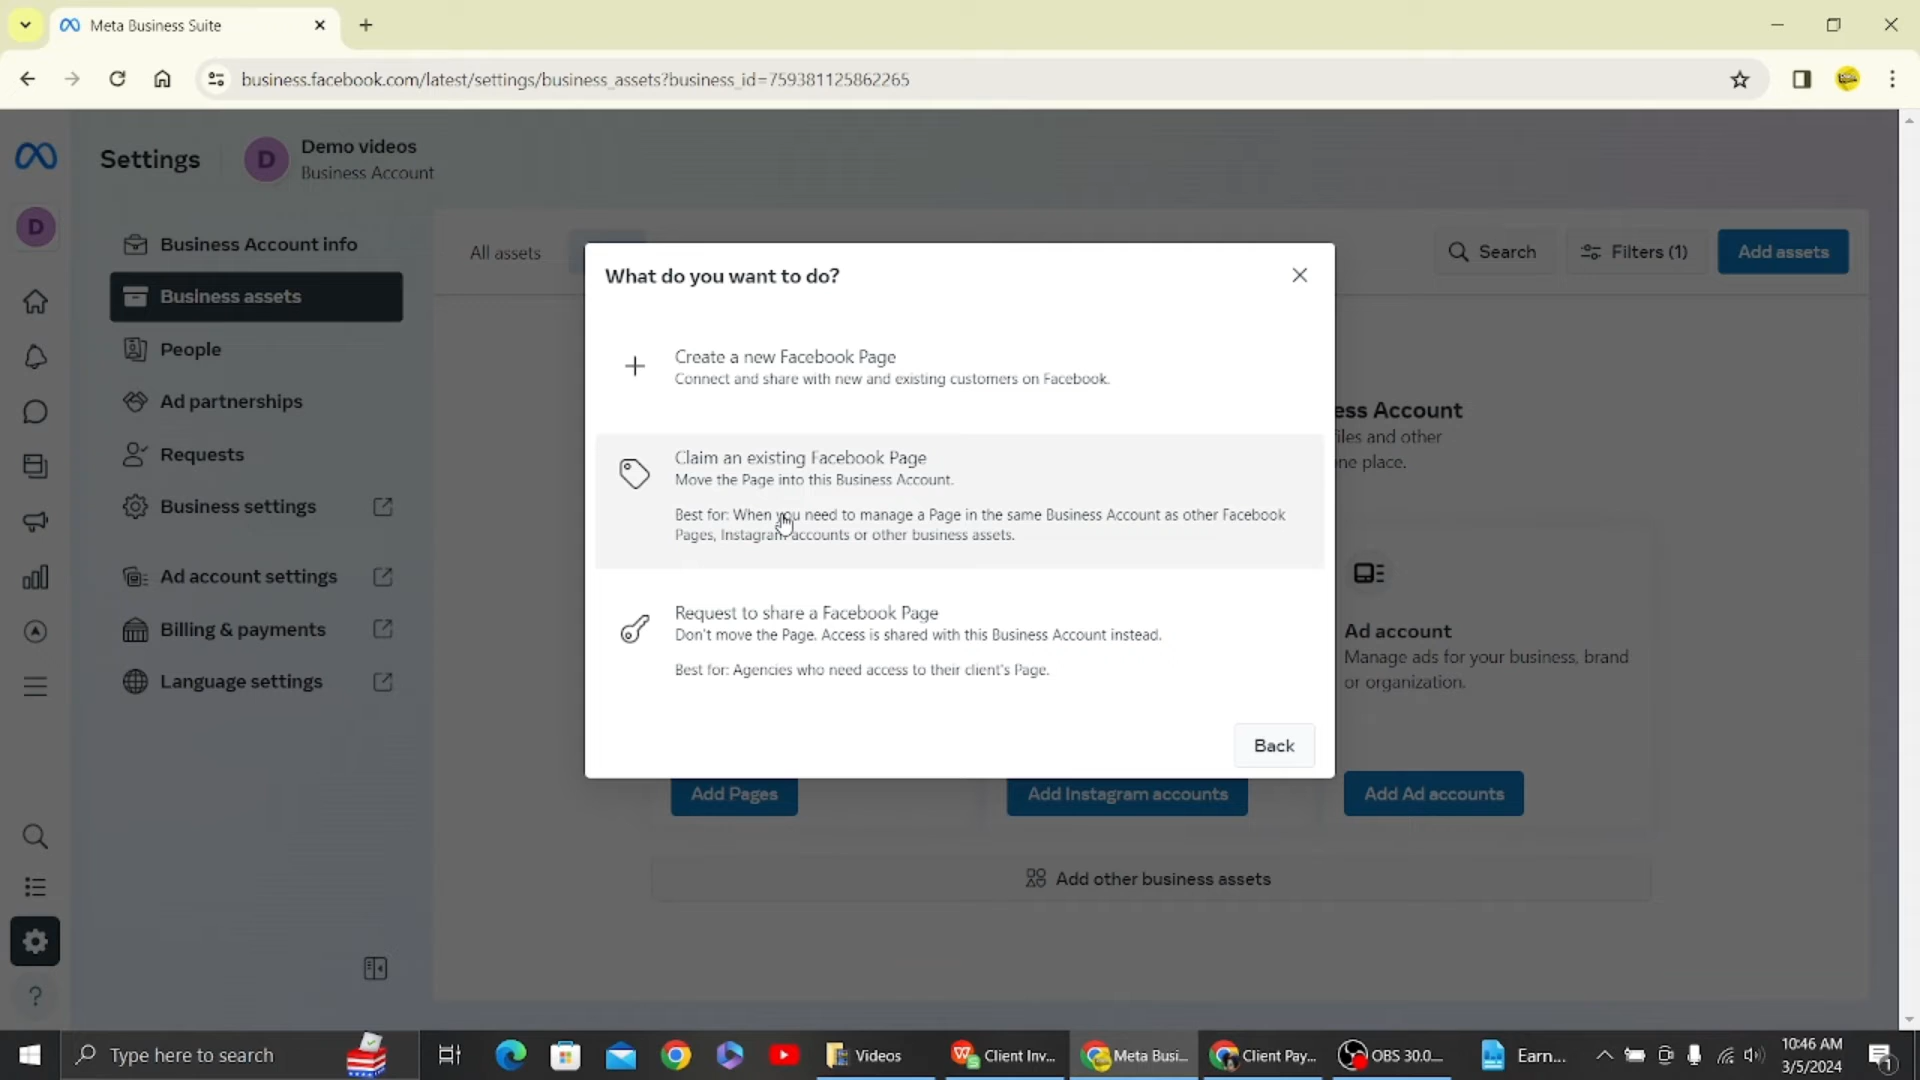 Meta Business Suite
business.facebook.com/latest/settings/business_assets?business_id=759381125862265
Settings
D
Demo videos
Business Account
D
Business Account info
Business assets
People
Ad partnerships
Requests
Business settings
Ad account settings
Billing & payments
Language settings
All assets
Search
Filters (1)
Add assets
What do you want to do?
Create a new Facebook Page
Connect and share with new and existing customers on Facebook.
Claim an existing Facebook Page
Move the Page into this Business Account.
Best for: When you need to manage a Page in the same Business Account as other Facebook
Pages, Instagram accounts or other business assets.
Request to share a Facebook Page
Don't move the Page. Access is shared with this Business Account instead.
Best for: Agencies who need access to their client's Page.
Back
ess Account
iles and other
ne place.
Ad account
Manage ads for your business, brand
or organization.
Add Pages
Add Instagram accounts
Add Ad accounts
Add other business assets
?
Type here to search
Videos
Client Inv...
Meta Busi...
Client Pay...
OBS 30.0...
Earn...
10:46 AM
3/5/2024
1